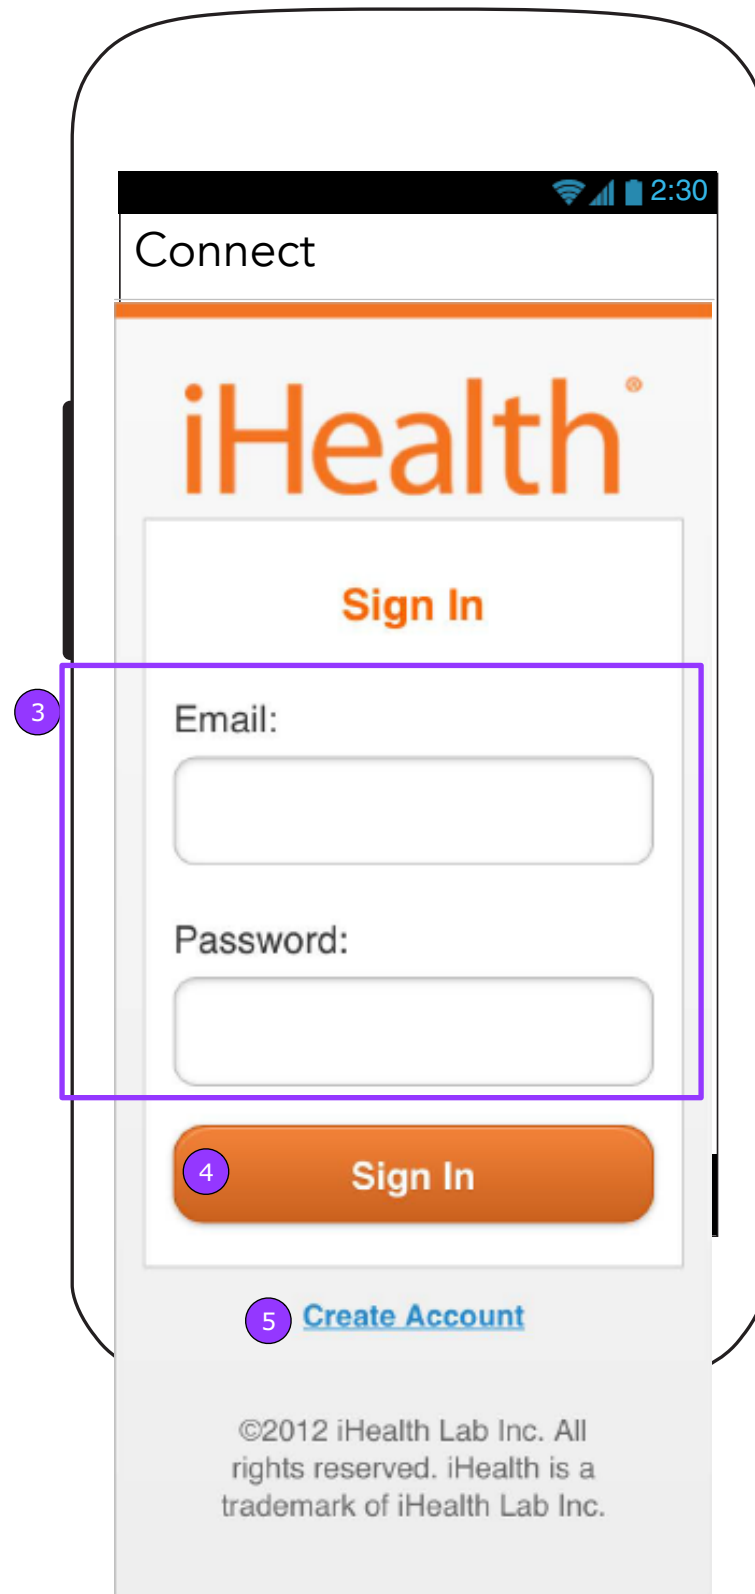 2:30
Connect
iHealth®
Sign In
3
Email:
Password:
4 Sign In
5 Create Account
©2012 iHealth Lab Inc. All
rights reserved. iHealth is a
trademark of iHealth Lab Inc.